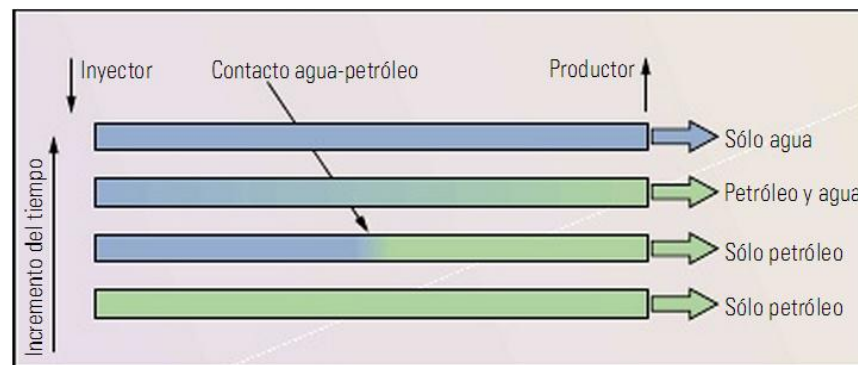 Inyector
Contacto agua-petróleo
Productor
Sólo agua
Petróleo y agua
Sólo petróleo
Sólo petróleo
Incremento del tiempo